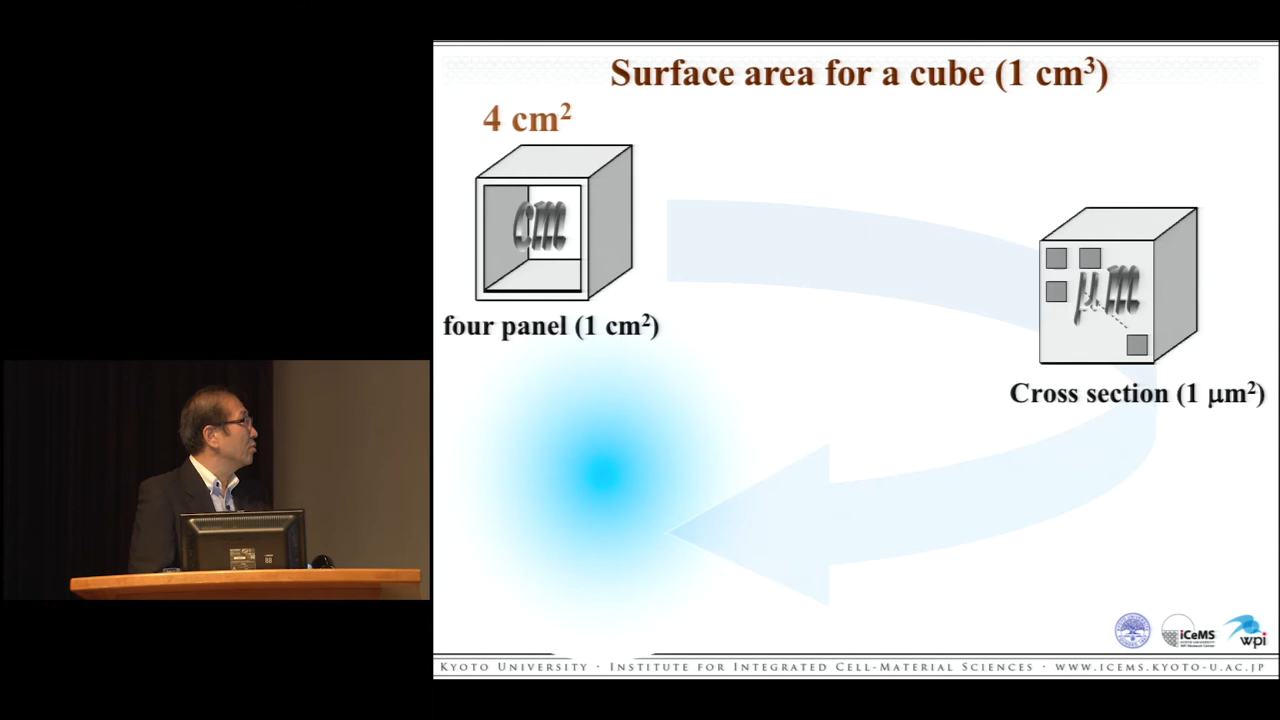 Surface area for a cube (1 cm³)
4 cm²
cm
four panel (1 cm²)
μm
Cross section (1 μm²)
iCeMS
wpi
KYOTO UNIVERSITY · INSTITUTE FOR INTEGRATED CELL-MATERIAL SCIENCES · WWW.ICEMS.KYOTO-U.AC.JP